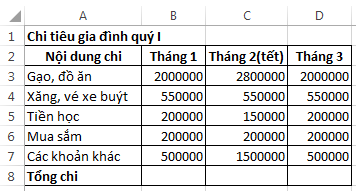 A B C D
1 Chi tiêu gia đình quý I
2 Nội dung chi Tháng 1 Tháng 2(tết) Tháng 3
3 Gạo, đồ ăn 2000000 2800000 2000000
4 Xăng, vé xe buýt 550000 550000 550000
5 Tiền học 200000 150000 200000
6 Mua sắm 200000 200000 200000
7 Các khoản khác 500000 1500000 500000
8 Tổng chi